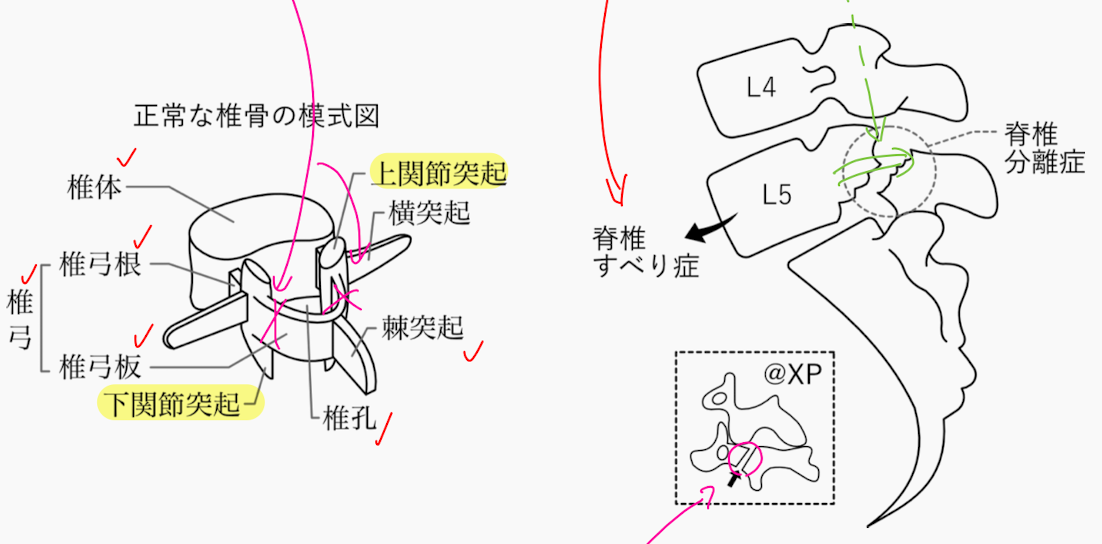 正常な椎骨の模式図
椎体
上関節突起
横突起
椎弓根
椎弓
椎弓板
棘突起
下関節突起
椎孔
L4
脊椎
分離症
L5
脊椎
すべり症
@XP